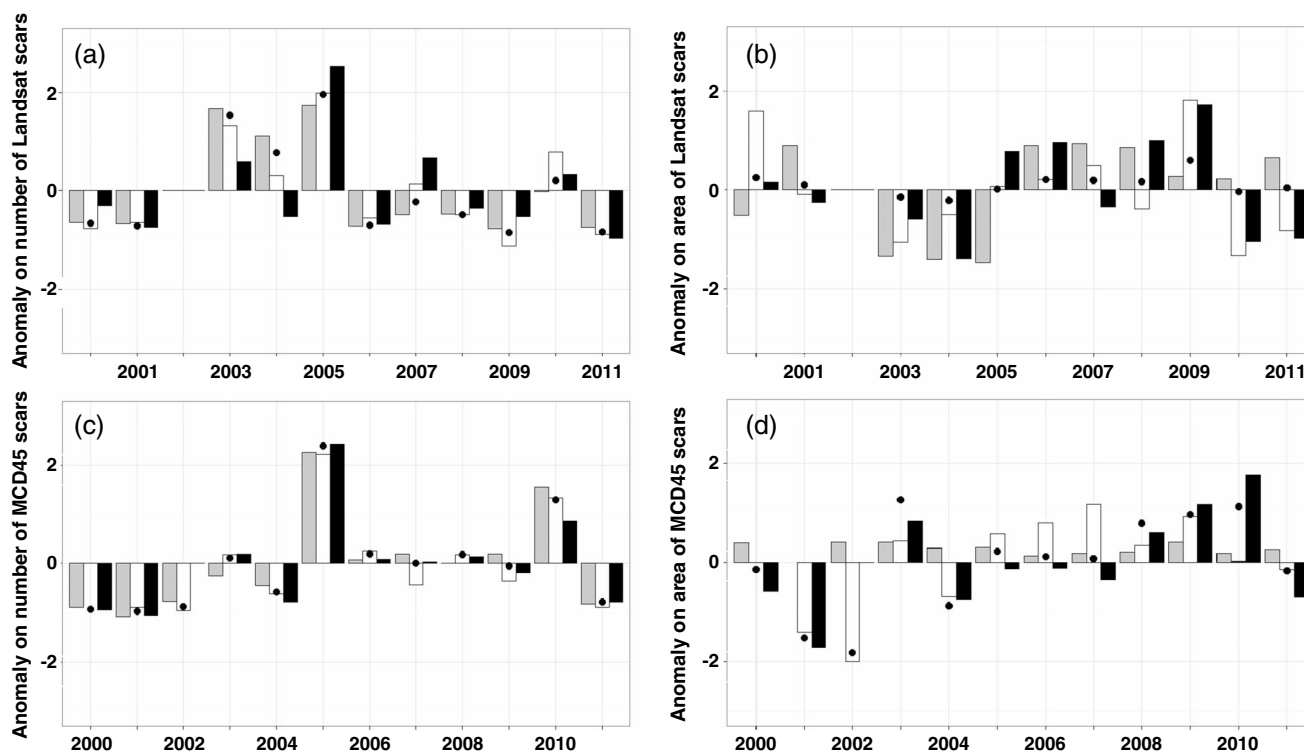 (a)
Anomaly on number of Landsat scars
2
0
-2
2001 2003 2005 2007 2009 2011
(b)
Anomaly on area of Landsat scars
2
0
-2
2001 2003 2005 2007 2009 2011
(c)
Anomaly on number of MCD45 scars
2
0
-2
2000 2002 2004 2006 2008 2010
(d)
Anomaly on area of MCD45 scars
2
0
-2
2000 2002 2004 2006 2008 2010